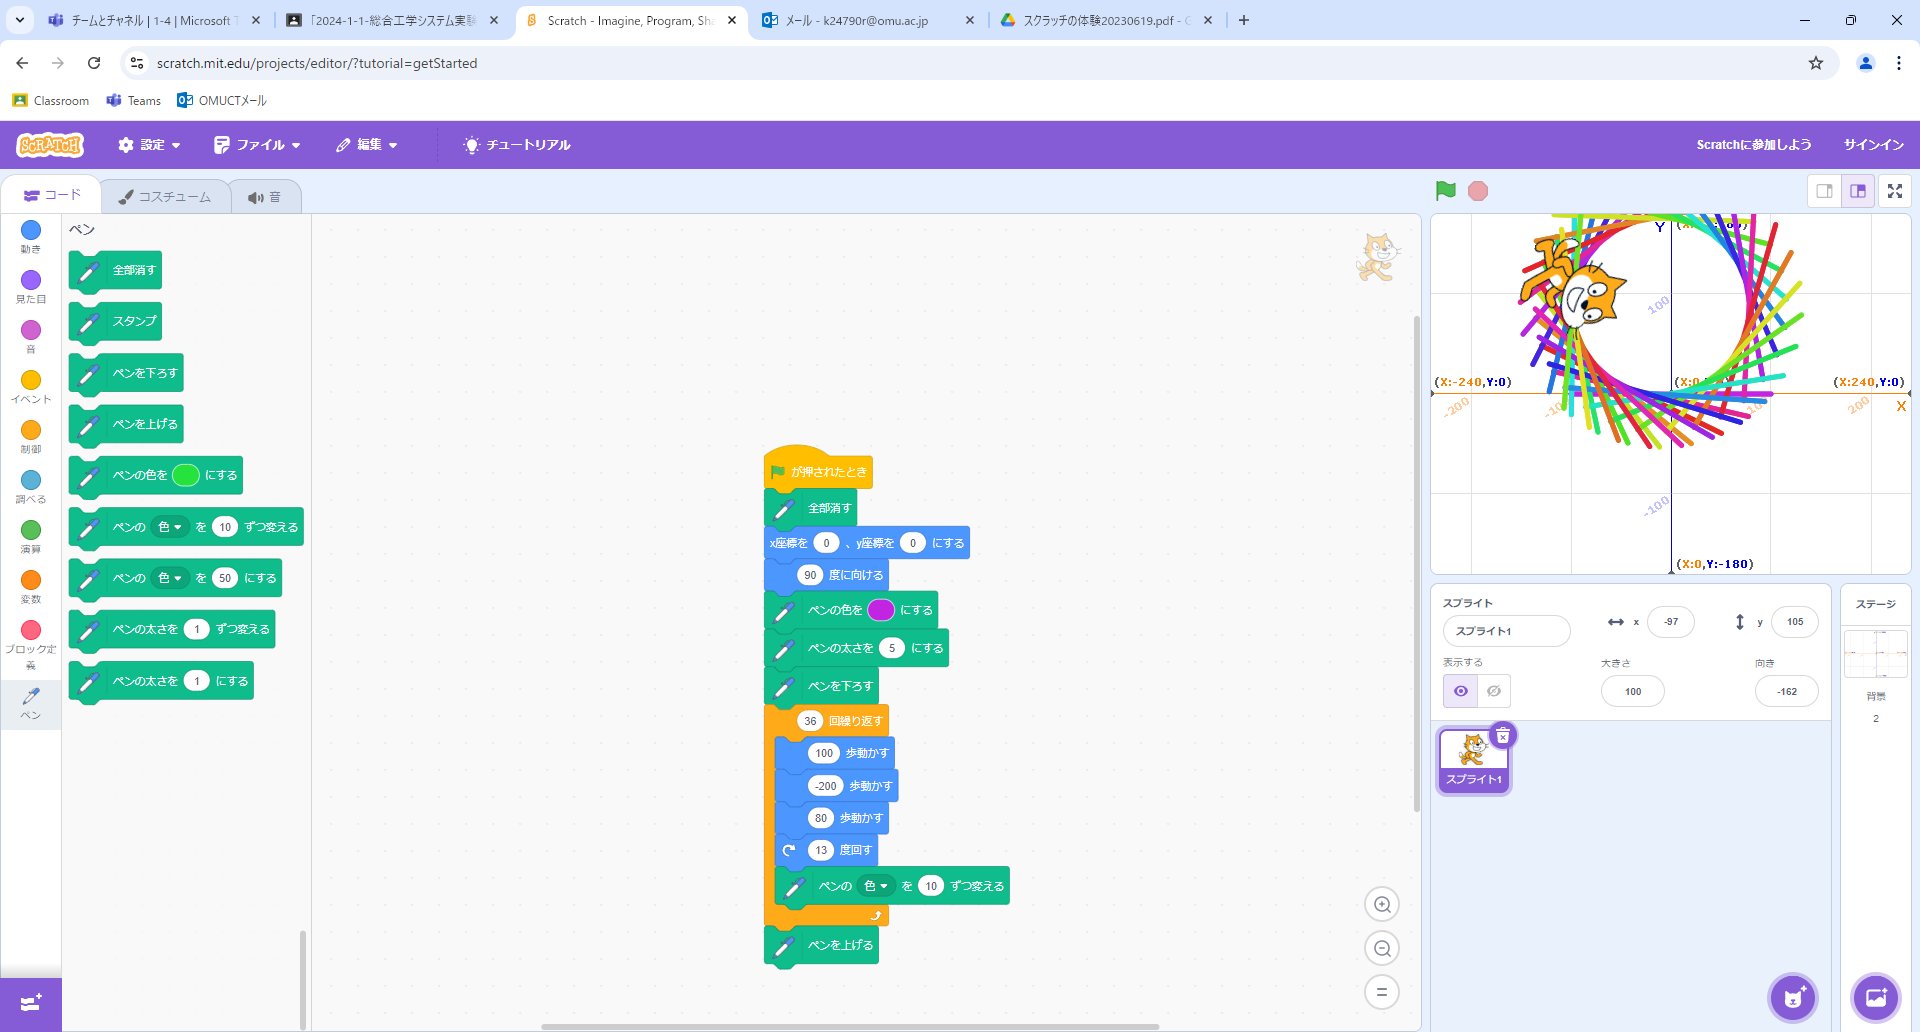 チームとチャネル | 1-4 | Microsoft T
「2024-1-1-総合工学システム実験
Scratch - Imagine, Program, Sha
メール - k24790r@omu.ac.jp
スクラッチの体験20230619.pdf - G
scratch.mit.edu/projects/editor/?tutorial=getStarted
Classroom
Teams
OMUCTメール
SCRATCH
設定
ファイル
編集
チュートリアル
Scratchに参加しよう
サインイン
コード
コスチューム
音
動き
見た目
音
イベント
制御
調べる
演算
変数
ブロック定義
ペン
ペン
全部消す
スタンプ
ペンを下ろす
ペンを上げる
ペンの色を にする
ペンの 色 を 10 ずつ変える
ペンの 色 を 50 にする
ペンの太さを 1 ずつ変える
ペンの太さを 1 にする
が押されたとき
全部消す
x座標を 0 、y座標を 0 にする
90 度に向ける
ペンの色を にする
ペンの太さを 5 にする
ペンを下ろす
36 回繰り返す
100 歩動かす
-200 歩動かす
80 歩動かす
13 度回す
ペンの 色 を 10 ずつ変える
ペンを上げる
Y
100
(X:-240,Y:0)
(X:240,Y:0)
-200
200
X
-100
(X:0,Y:-180)
スプライト
スプライト1
x -97
y 105
表示する
大きさ 100
向き -162
スプライト1
ステージ
背景
2